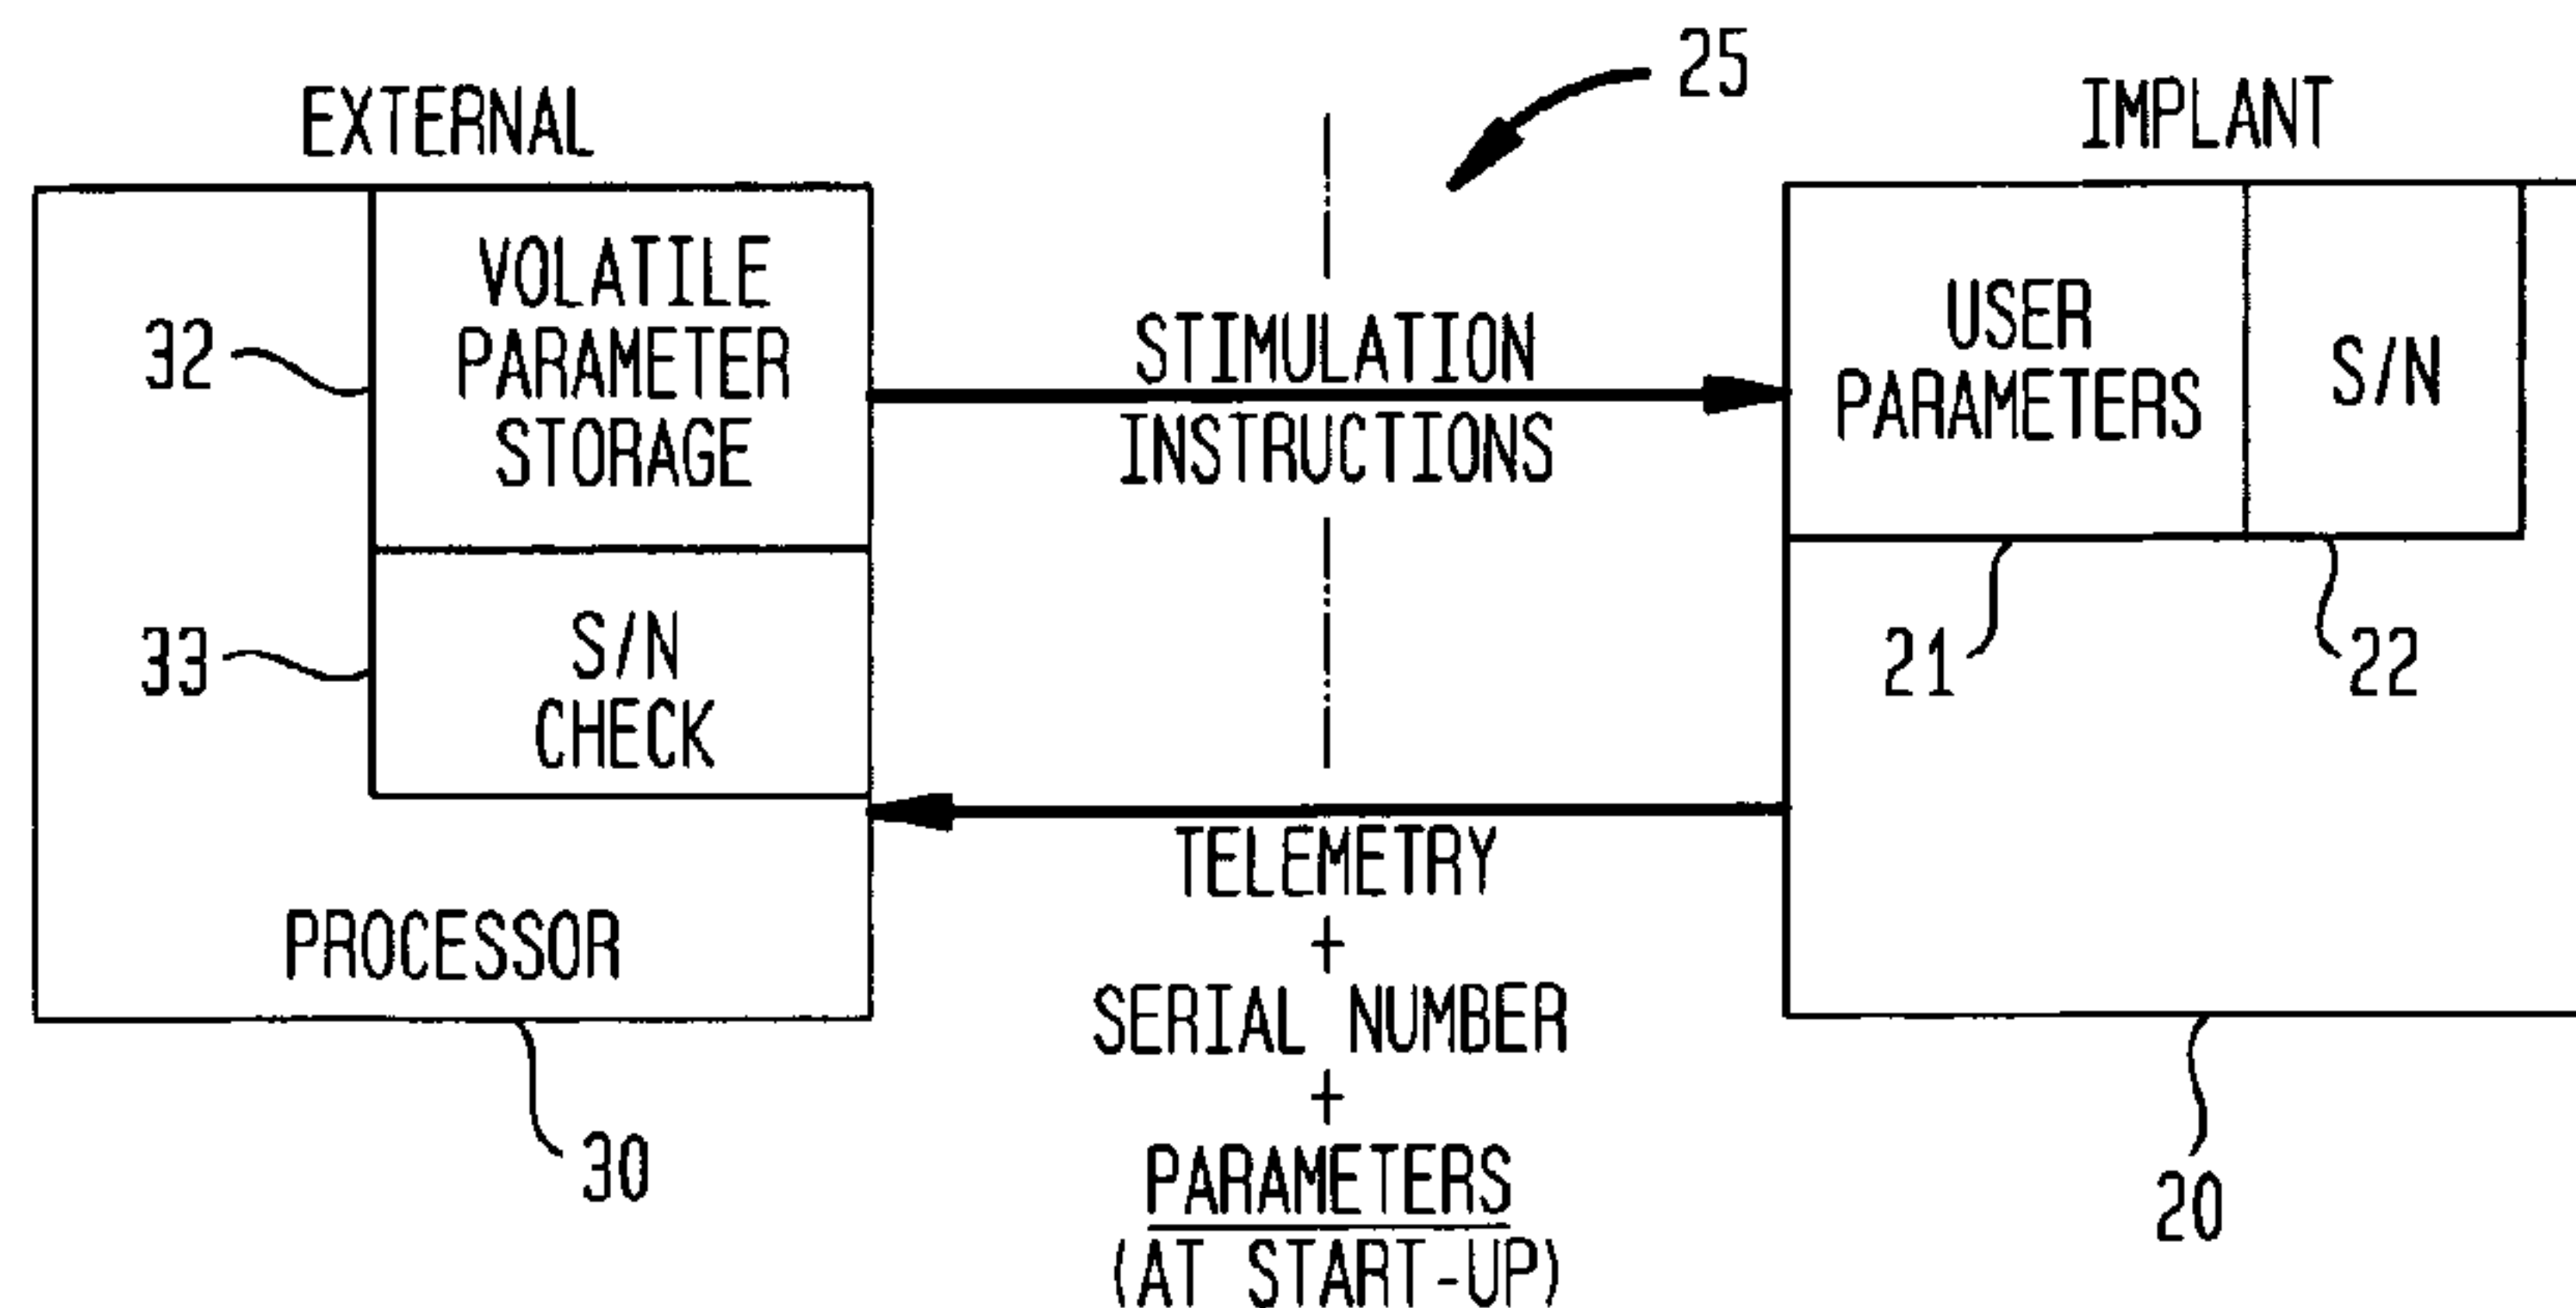 25
EXTERNAL
IMPLANT
VOLATILE
PARAMETER
STORAGE
32
STIMULATION
INSTRUCTIONS
USER
PARAMETERS
S/N
33
S/N
CHECK
21
22
TELEMETRY
+
SERIAL NUMBER
+
PARAMETERS
(AT START-UP)
PROCESSOR
30
20